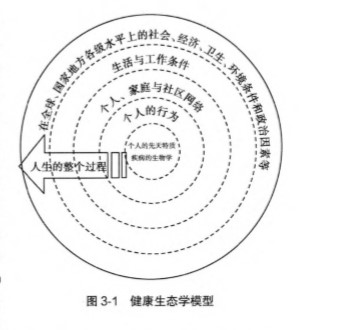 在全球、国家地方各级水平上的社会、经济、卫生、环境条件和政治因素等
生活与工作条件
个人、家庭与社区网络
个人的行为
个人的先天特质
疾病的生物学
人生的整个过程
图 3-1 健康生态学模型